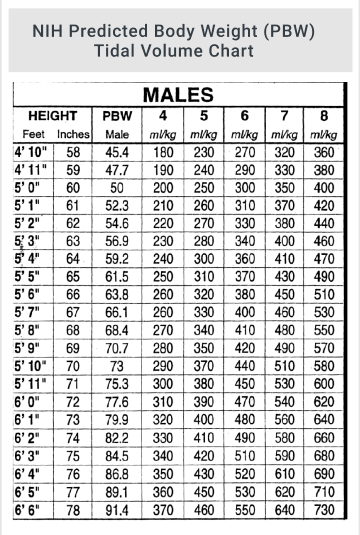 NIH Predicted Body Weight (PBW)
Tidal Volume Chart
MALES
HEIGHT PBW 4 5 6 7 8
Feet Inches Male ml/kg ml/kg ml/kg ml/kg ml/kg
4' 10" 58 45.4 180 230 270 320 360
4' 11" 59 47.7 190 240 290 330 380
5' 0" 60 50 200 250 300 350 400
5' 1" 61 52.3 210 260 310 370 420
5' 2" 62 54.6 220 270 330 380 440
5' 3" 63 56.9 230 280 340 400 460
5' 4" 64 59.2 240 300 360 410 470
5' 5" 65 61.5 250 310 370 430 490
5' 6" 66 63.8 260 320 380 450 510
5' 7" 67 66.1 260 330 400 460 530
5' 8" 68 68.4 270 340 410 480 550
5' 9" 69 70.7 280 350 420 490 570
5' 10" 70 73 290 370 440 510 580
5' 11" 71 75.3 300 380 450 530 600
6' 0" 72 77.6 310 390 470 540 620
6' 1" 73 79.9 320 400 480 560 640
6' 2" 74 82.2 330 410 490 580 660
6' 3" 75 84.5 340 420 510 590 680
6' 4" 76 86.8 350 430 520 610 690
6' 5" 77 89.1 360 450 530 620 710
6' 6" 78 91.4 370 460 550 640 730